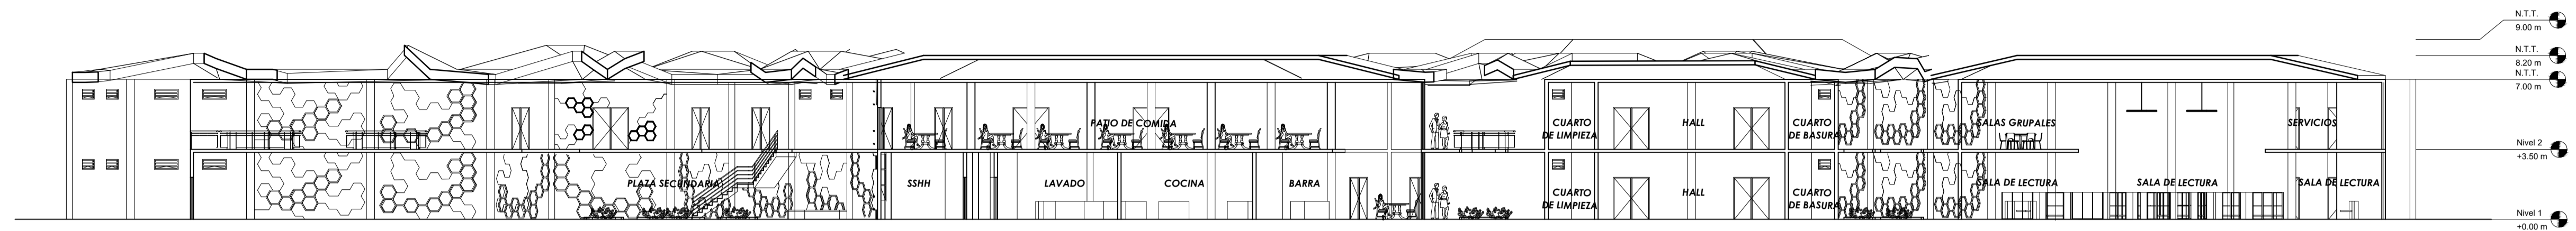 N.T.T.
9.00 m
N.T.T.
8.20 m
N.T.T.
7.00 m
PATIO DE COMIDA
CUARTO
DE LIMPIEZA
HALL
CUARTO
DE BASURA
SALAS GRUPALES
SERVICIOS
Nivel 2
+3.50 m
PLAZA SECUNDARIA
SSHH
LAVADO
COCINA
BARRA
CUARTO
DE LIMPIEZA
HALL
CUARTO
DE BASURA
SALA DE LECTURA
SALA DE LECTURA
SALA DE LECTURA
Nivel 1
+0.00 m